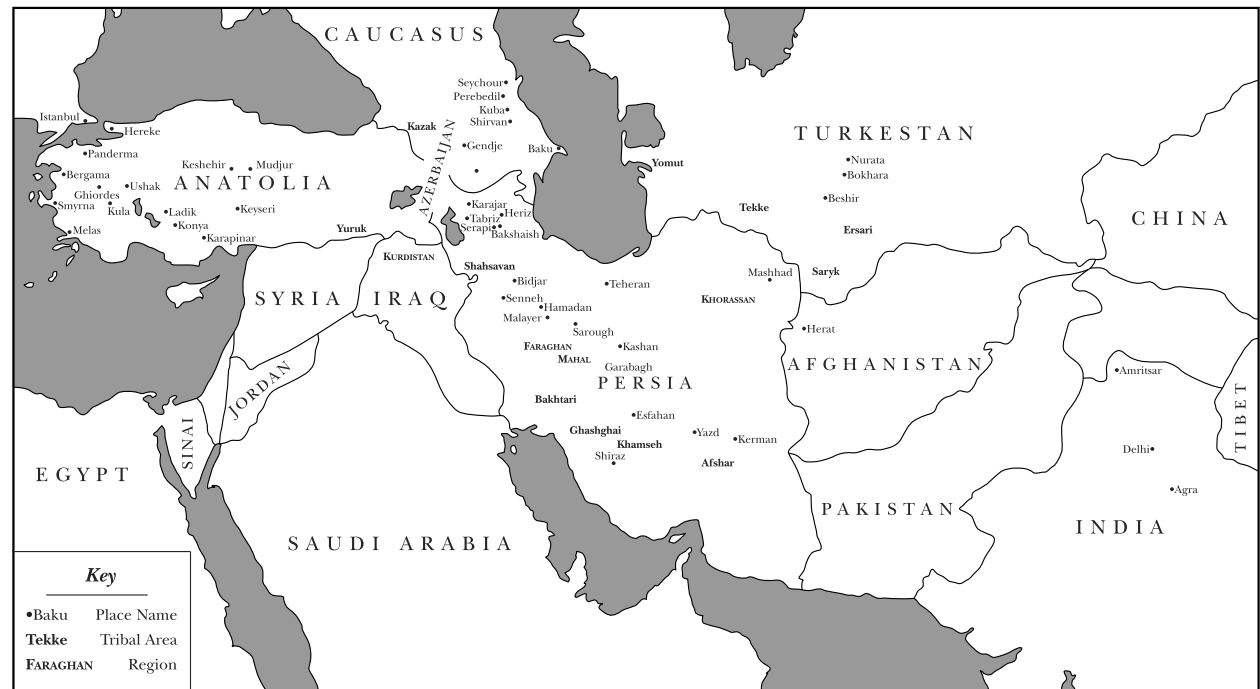 CAUCASUS
Seychour
Perebedil
Kuba
Shirvan
Istanbul
Hereke
Kazak
AZERBAIJAN
Gendje
Baku
Yomut
TURKESTAN
Nurata
Bokhara
Beshir
Tekke
Ersari
Saryk
CHINA
Panderma
Bergama
Ghiordes
Ushak
Smyrna
Kula
Melas
Keshehir
Mudjur
ANATOLIA
Ladik
Keyseri
Konya
Karapinar
Yuruk
Karajar
Tabriz
Heriz
Serapi
Bakshaish
KURDISTAN
Shahsavan
Bidjar
Teheran
Mashhad
KHORASSAN
SYRIA
IRAQ
Senneh
Hamadan
Malayer
Sarough
Herat
FARAGHAN
MAHAL
Kashan
Garabagh
PERSIA
AFGHANISTAN
Amritsar
JORDAN
Bakhtari
Esfahan
Ghashghai
Khamseh
Yazd
Kerman
Shiraz
Afshar
TIBET
SINAI
EGYPT
Delhi
Agra
PAKISTAN
INDIA
SAUDI ARABIA
Key
•Baku Place Name
Tekke Tribal Area
FARAGHAN Region